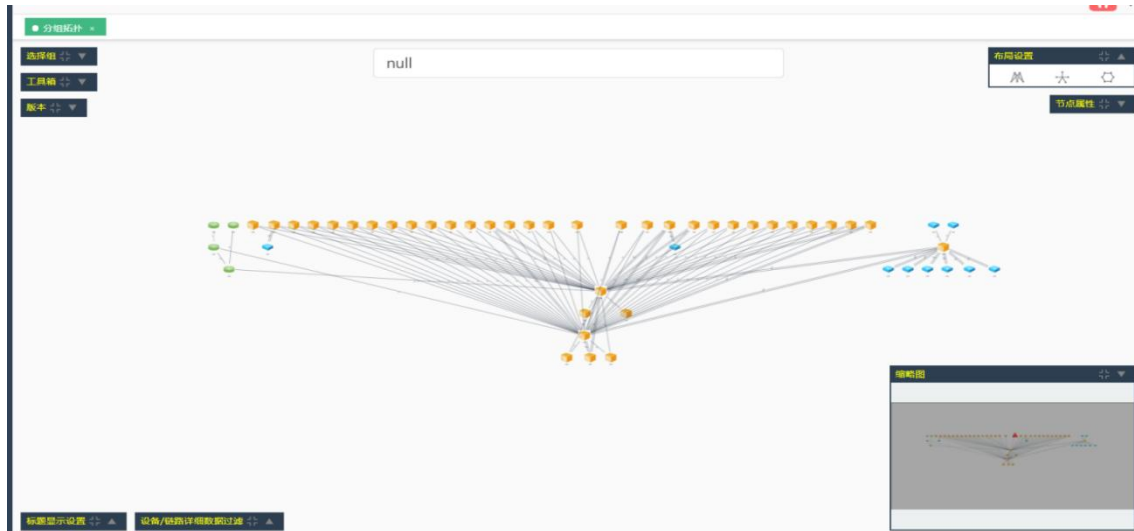 分组拓扑 ×
选择组
null
布局设置
工具箱
版本
节点属性
缩略图
标题显示设置
设备/链路详细数据过滤